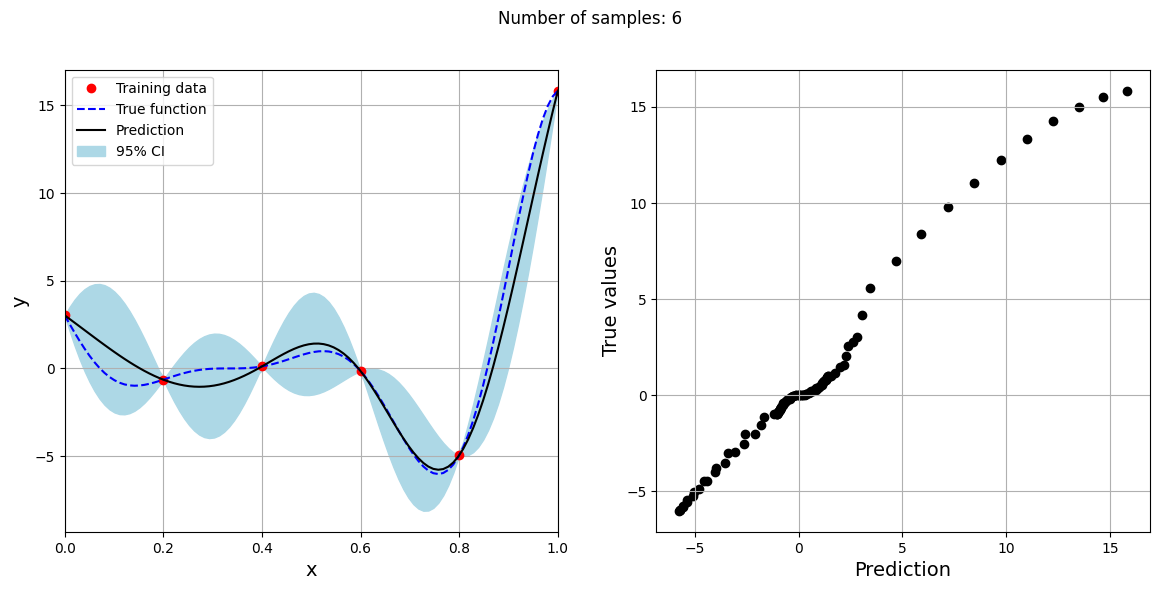 Number of samples: 6
Training data
True function
Prediction
95% CI
15
10
5
0
−5
y
0.0 0.2 0.4 0.6 0.8 1.0
x
15
10
5
0
−5
True values
−5 0 5 10 15
Prediction